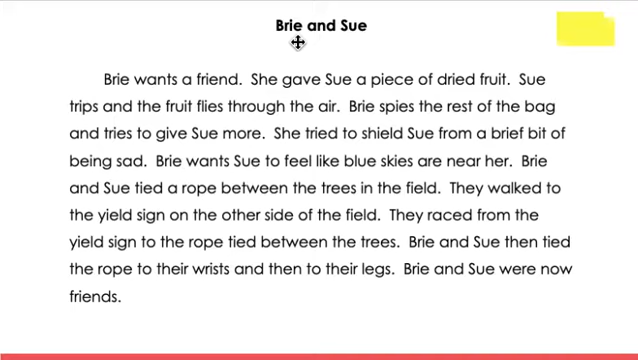 Brie and Sue
Brie wants a friend. She gave Sue a piece of dried fruit. Sue
trips and the fruit flies through the air. Brie spies the rest of the bag
and tries to give Sue more. She tried to shield Sue from a brief bit of
being sad. Brie wants Sue to feel like blue skies are near her. Brie
and Sue tied a rope between the trees in the field. They walked to
the yield sign on the other side of the field. They raced from the
yield sign to the rope tied between the trees. Brie and Sue then tied
the rope to their wrists and then to their legs. Brie and Sue were now
friends.